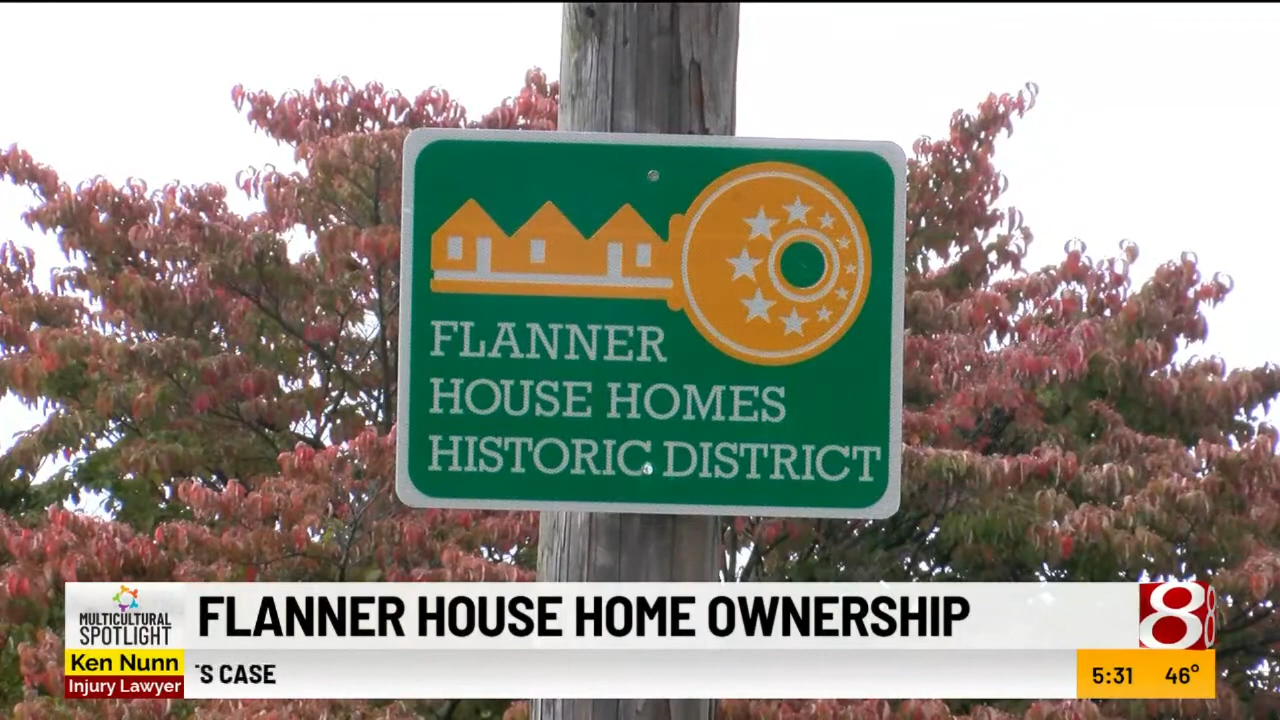 FLANNER
HOUSE HOMES
HISTORIC DISTRICT
MULTICULTURAL
SPOTLIGHT
FLANNER HOUSE HOME OWNERSHIP
8
Ken Nunn
Injury Lawyer
'S CASE
5:31 46°